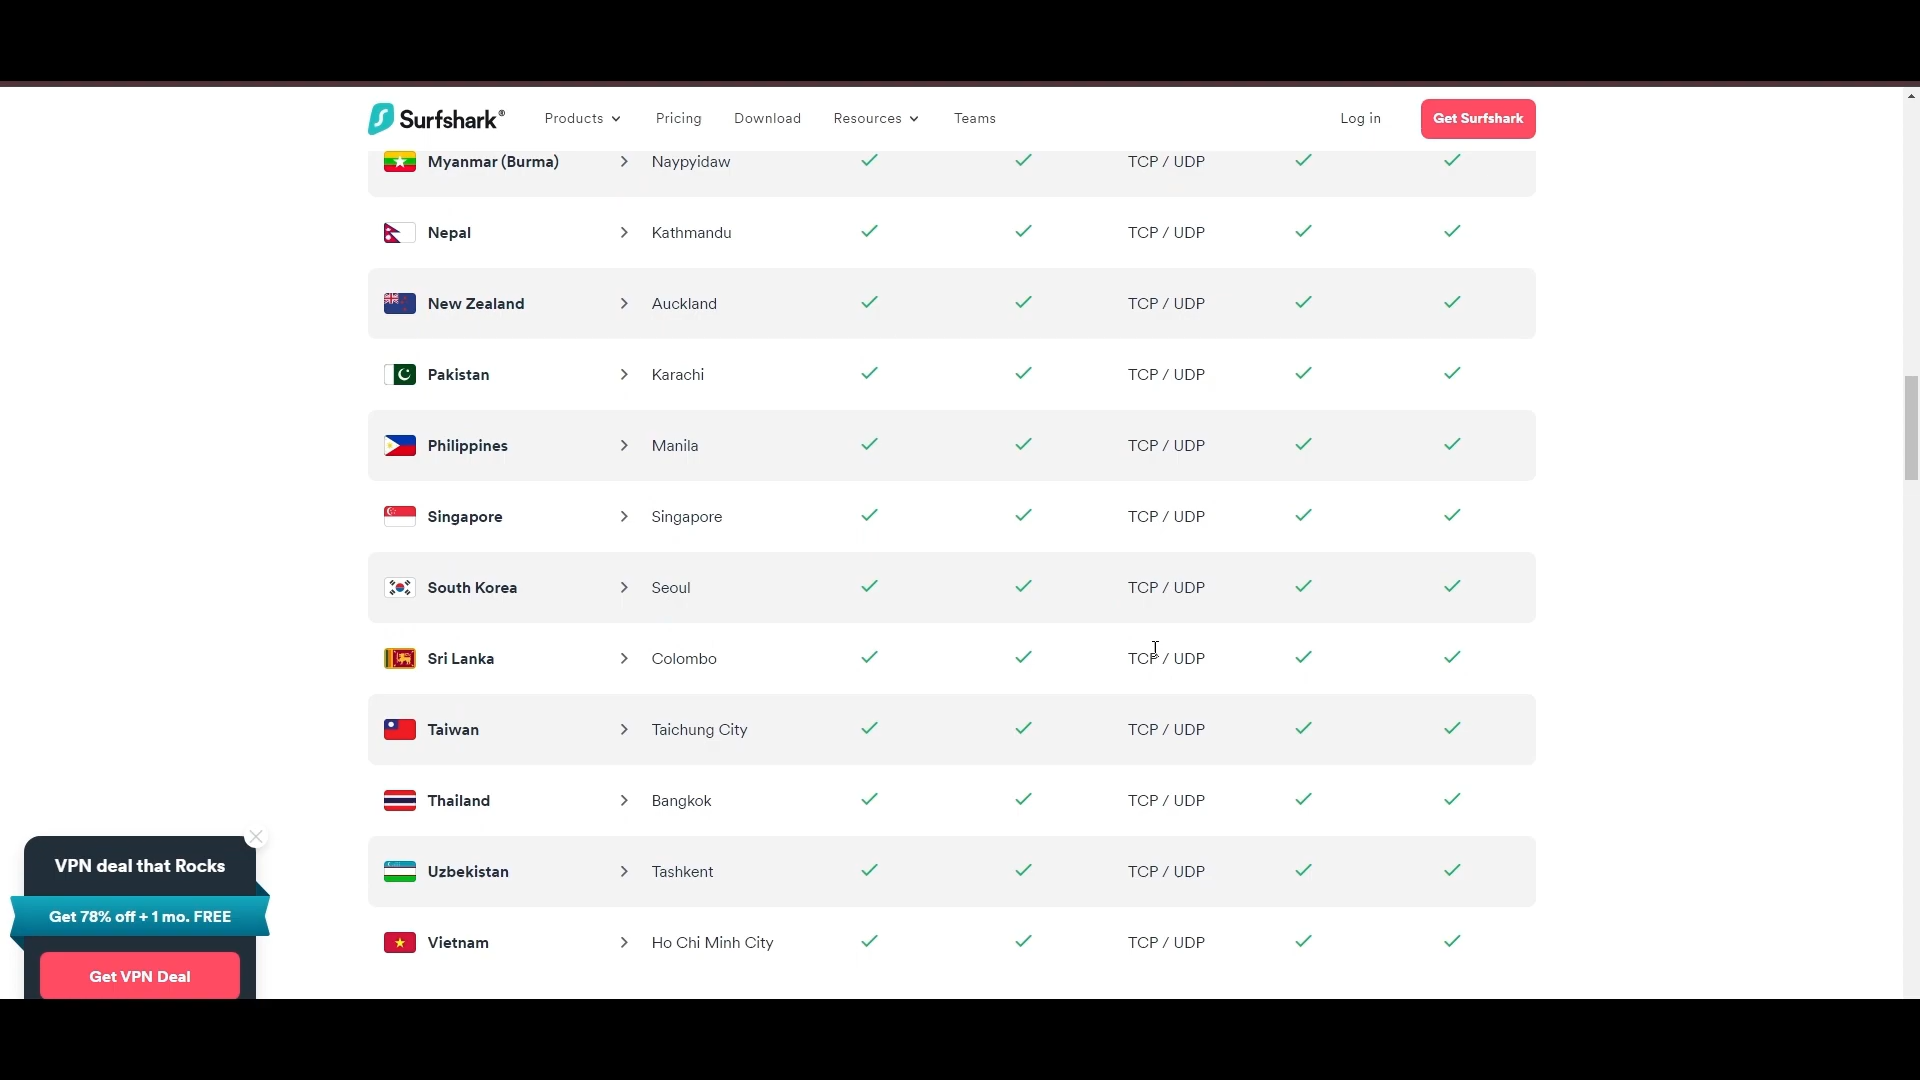 Surfshark®
Products
Pricing
Download
Resources
Teams
Log in
Get Surfshark
Myanmar (Burma) Naypyidaw TCP / UDP
Nepal Kathmandu TCP / UDP
New Zealand Auckland TCP / UDP
Pakistan Karachi TCP / UDP
Philippines Manila TCP / UDP
Singapore Singapore TCP / UDP
South Korea Seoul TCP / UDP
Sri Lanka Colombo TCP / UDP
Taiwan Taichung City TCP / UDP
Thailand Bangkok TCP / UDP
Uzbekistan Tashkent TCP / UDP
Vietnam Ho Chi Minh City TCP / UDP
VPN deal that Rocks
Get 78% off + 1 mo. FREE
Get VPN Deal